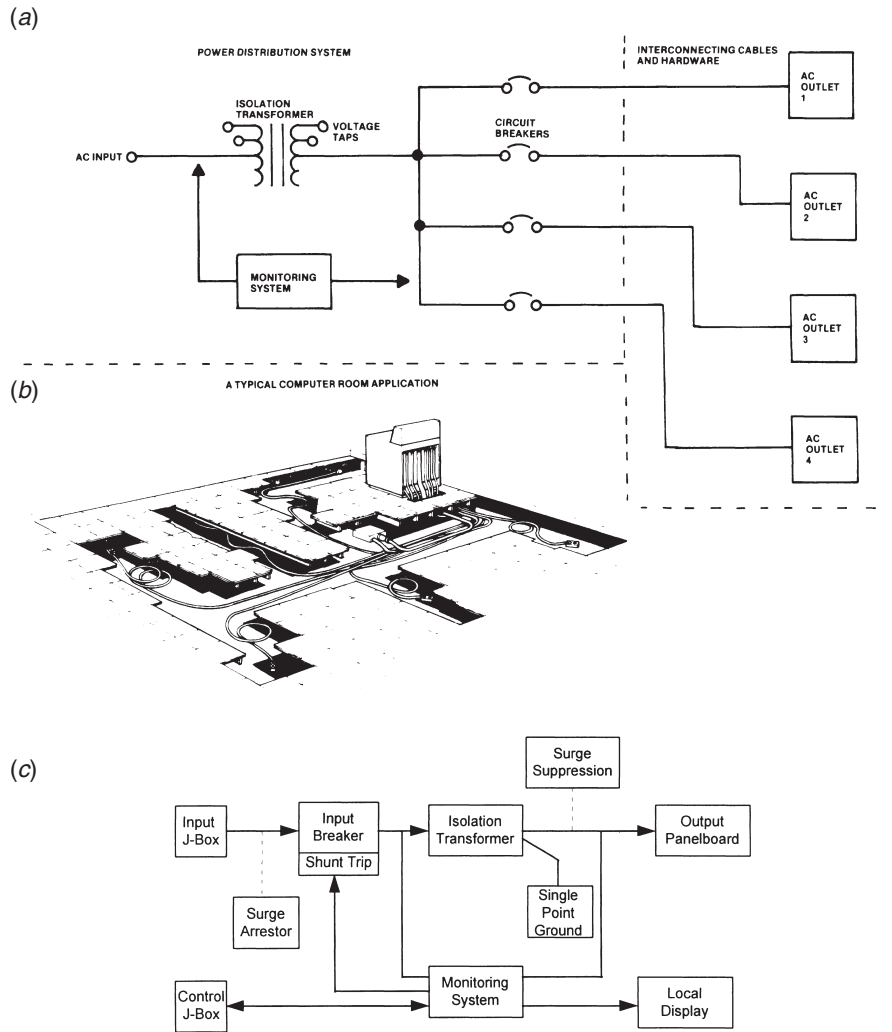 (a)
POWER DISTRIBUTION SYSTEM
INTERCONNECTING CABLES
AND HARDWARE
ISOLATION
TRANSFORMER
VOLTAGE
TAPS
AC INPUT
CIRCUIT
BREAKERS
MONITORING
SYSTEM
AC
OUTLET
1
AC
OUTLET
2
AC
OUTLET
3
AC
OUTLET
4
(b)
A TYPICAL COMPUTER ROOM APPLICATION
(c)
Surge
Suppression
Input
J-Box
Input
Breaker
Shunt Trip
Isolation
Transformer
Output
Panelboard
Surge
Arrestor
Single
Point
Ground
Control
J-Box
Monitoring
System
Local
Display